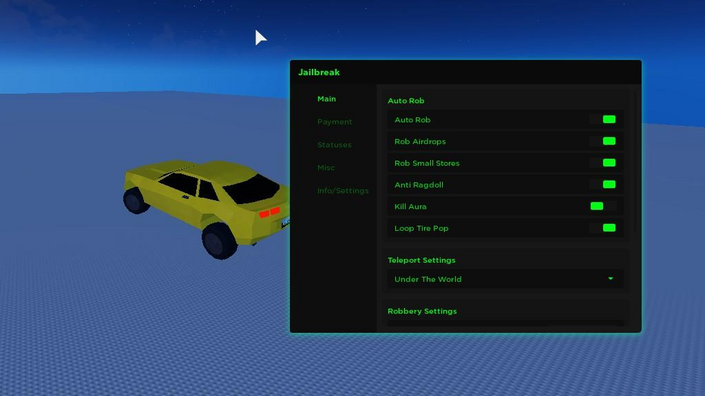 Jailbreak
Main
Payment
Statuses
Misc
Info/Settings
Auto Rob
Auto Rob
Rob Airdrops
Rob Small Stores
Anti Ragdoll
Kill Aura
Loop Tire Pop
Teleport Settings
Under The World
Robbery Settings